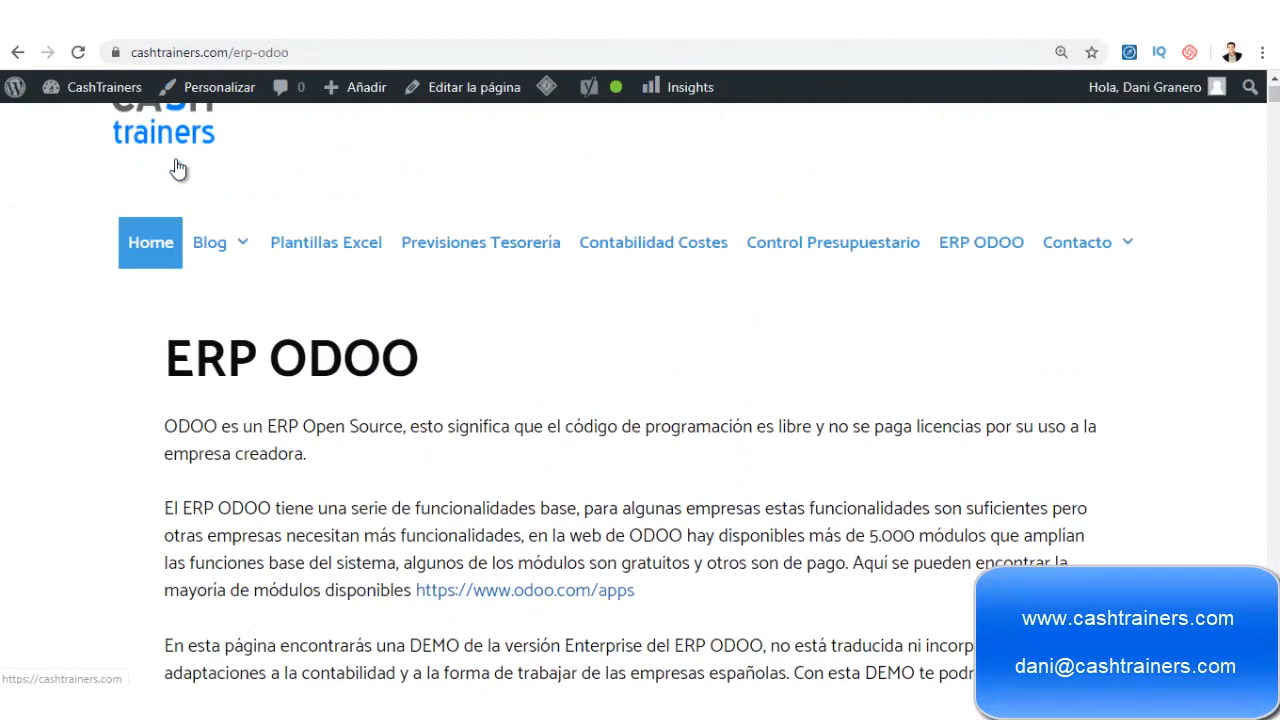 cashtrainers.com/erp-odoo
CashTrainers Personalizar 0 Añadir Editar la página Insights Hola, Dani Granero
CASH
trainers
Home Blog Plantillas Excel Previsiones Tesorería Contabilidad Costes Control Presupuestario ERP ODOO Contacto
ERP ODOO
ODOO es un ERP Open Source, esto significa que el código de programación es libre y no se paga licencias por su uso a la
empresa creadora.
El ERP ODOO tiene una serie de funcionalidades base, para algunas empresas estas funcionalidades son suficientes pero
otras empresas necesitan más funcionalidades, en la web de ODOO hay disponibles más de 5.000 módulos que amplían
las funciones base del sistema, algunos de los módulos son gratuitos y otros son de pago. Aquí se pueden encontrar la
mayoría de módulos disponibles https://www.odoo.com/apps
En esta página encontrarás una DEMO de la versión Enterprise del ERP ODOO, no está traducida ni incorp
adaptaciones a la contabilidad y a la forma de trabajar de las empresas españolas. Con esta DEMO te podr
www.cashtrainers.com
dani@cashtrainers.com
https://cashtrainers.com